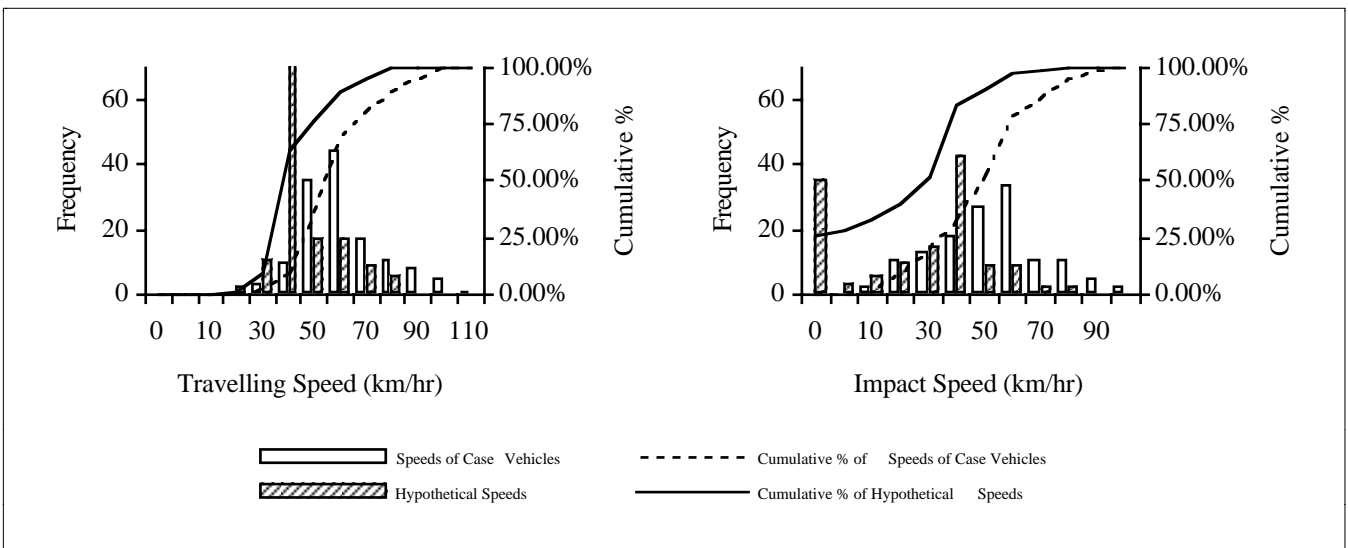 60
40
20
0
Frequency
100.00%
75.00%
50.00%
25.00%
0.00%
Cumulative %
0 10 30 50 70 90 110
Travelling Speed (km/hr)
60
40
20
0
Frequency
100.00%
75.00%
50.00%
25.00%
0.00%
Cumulative %
0 10 30 50 70 90
Impact Speed (km/hr)
Speeds of Case Vehicles
Cumulative % of Speeds of Case Vehicles
Hypothetical Speeds
Cumulative % of Hypothetical Speeds